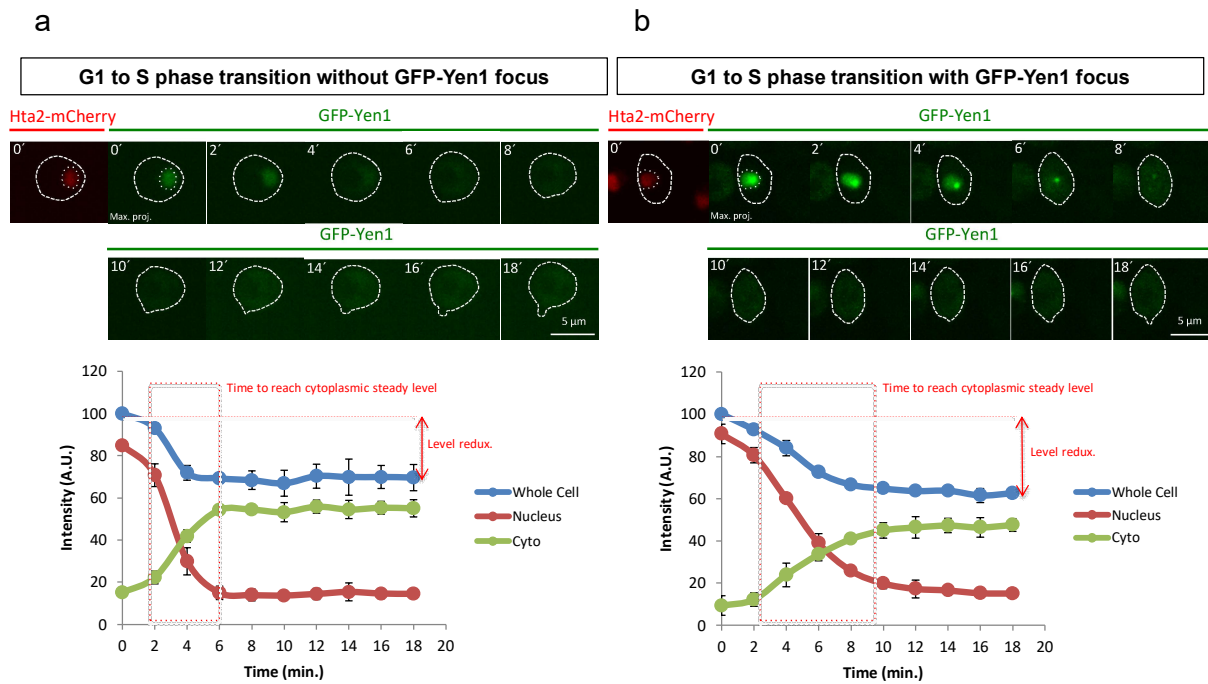 a
G1 to S phase transition without GFP-Yen1 focus
Hta2-mCherry GFP-Yen1
0´ 0´ 2´ 4´ 6´ 8´
Max. proj.
GFP-Yen1
10´ 12´ 14´ 16´ 18´
5 µm
120
100
80
60
40
20
0
Intensity (A.U.)
Time to reach cytoplasmic steady level
Level redux.
Whole Cell
Nucleus
Cyto
0 2 4 6 8 10 12 14 16 18 20
Time (min.)
b
G1 to S phase transition with GFP-Yen1 focus
Hta2-mCherry GFP-Yen1
0´ 0´ 2´ 4´ 6´ 8´
Max. proj.
GFP-Yen1
10´ 12´ 14´ 16´ 18´
5 µm
120
100
80
60
40
20
0
Intensity (A.U.)
Time to reach cytoplasmic steady level
Level redux.
Whole Cell
Nucleus
Cyto
0 2 4 6 8 10 12 14 16 18 20
Time (min.)